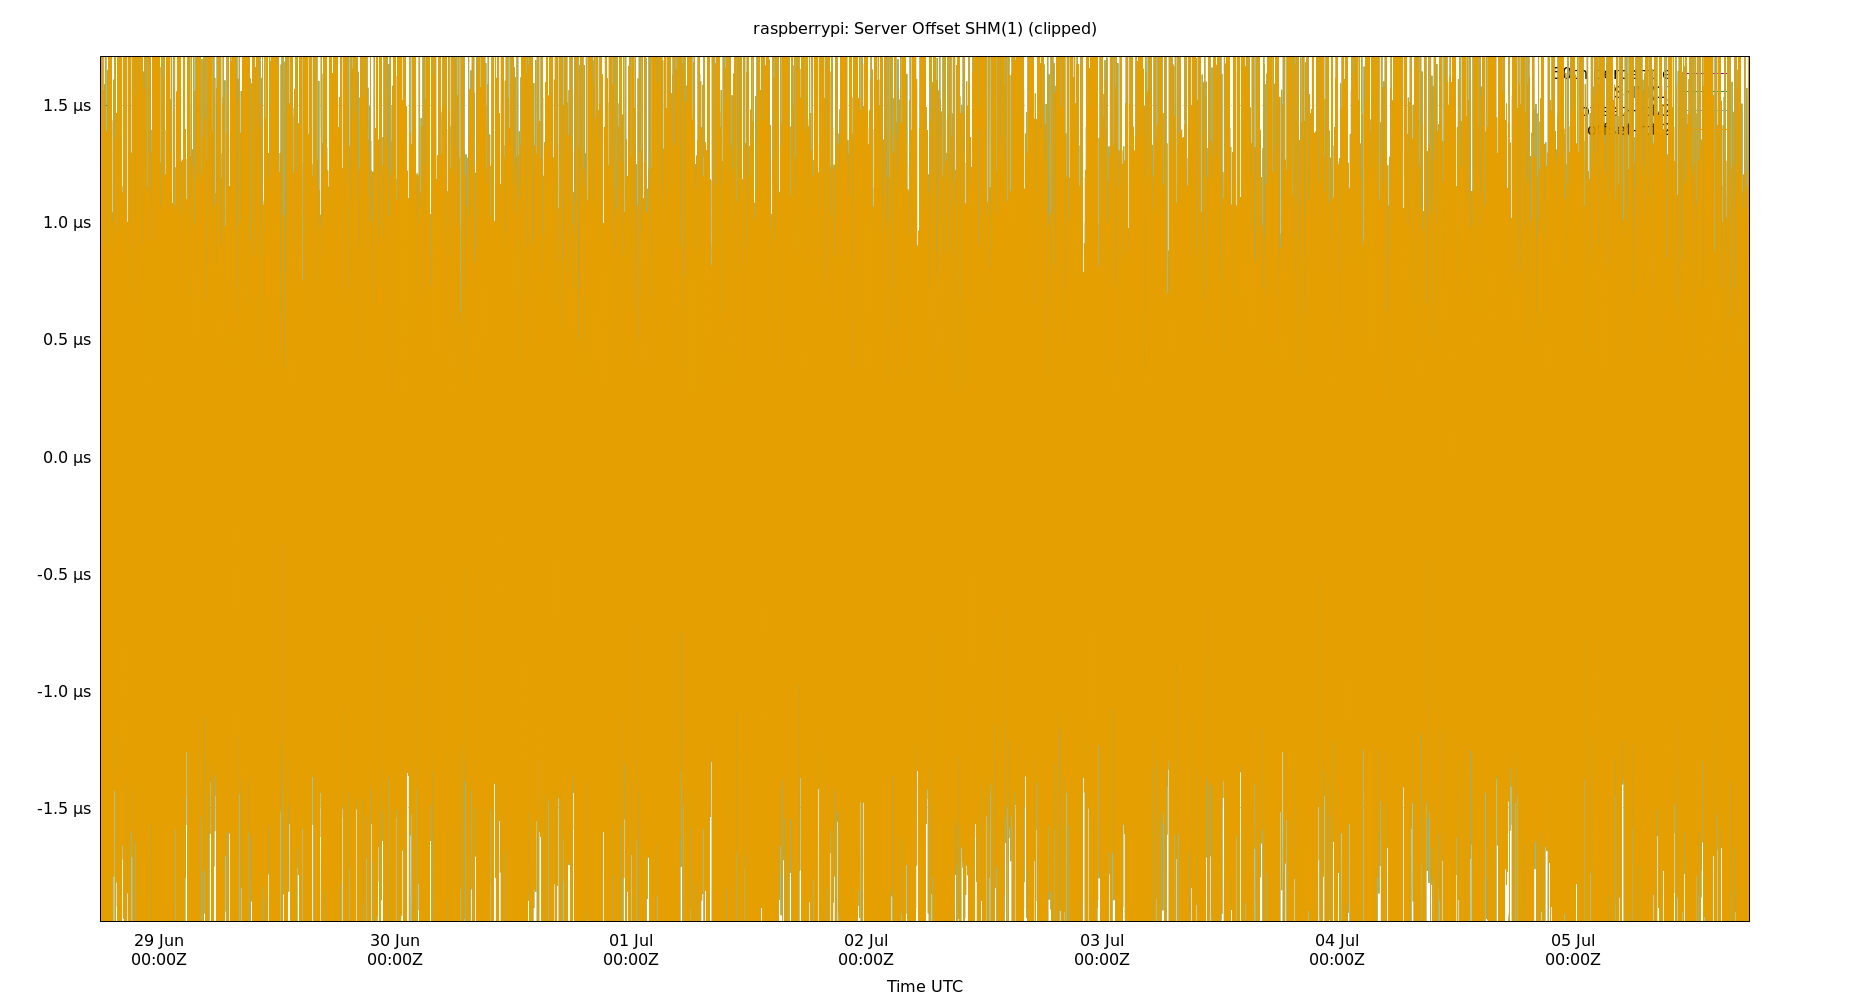 raspberrypi: Server Offset SHM(1) (clipped)
1.5 µs
1.0 µs
0.5 µs
0.0 µs
-0.5 µs
-1.0 µs
-1.5 µs
29 Jun
00:00Z
30 Jun
00:00Z
01 Jul
00:00Z
02 Jul
00:00Z
03 Jul
00:00Z
04 Jul
00:00Z
05 Jul
00:00Z
Time UTC